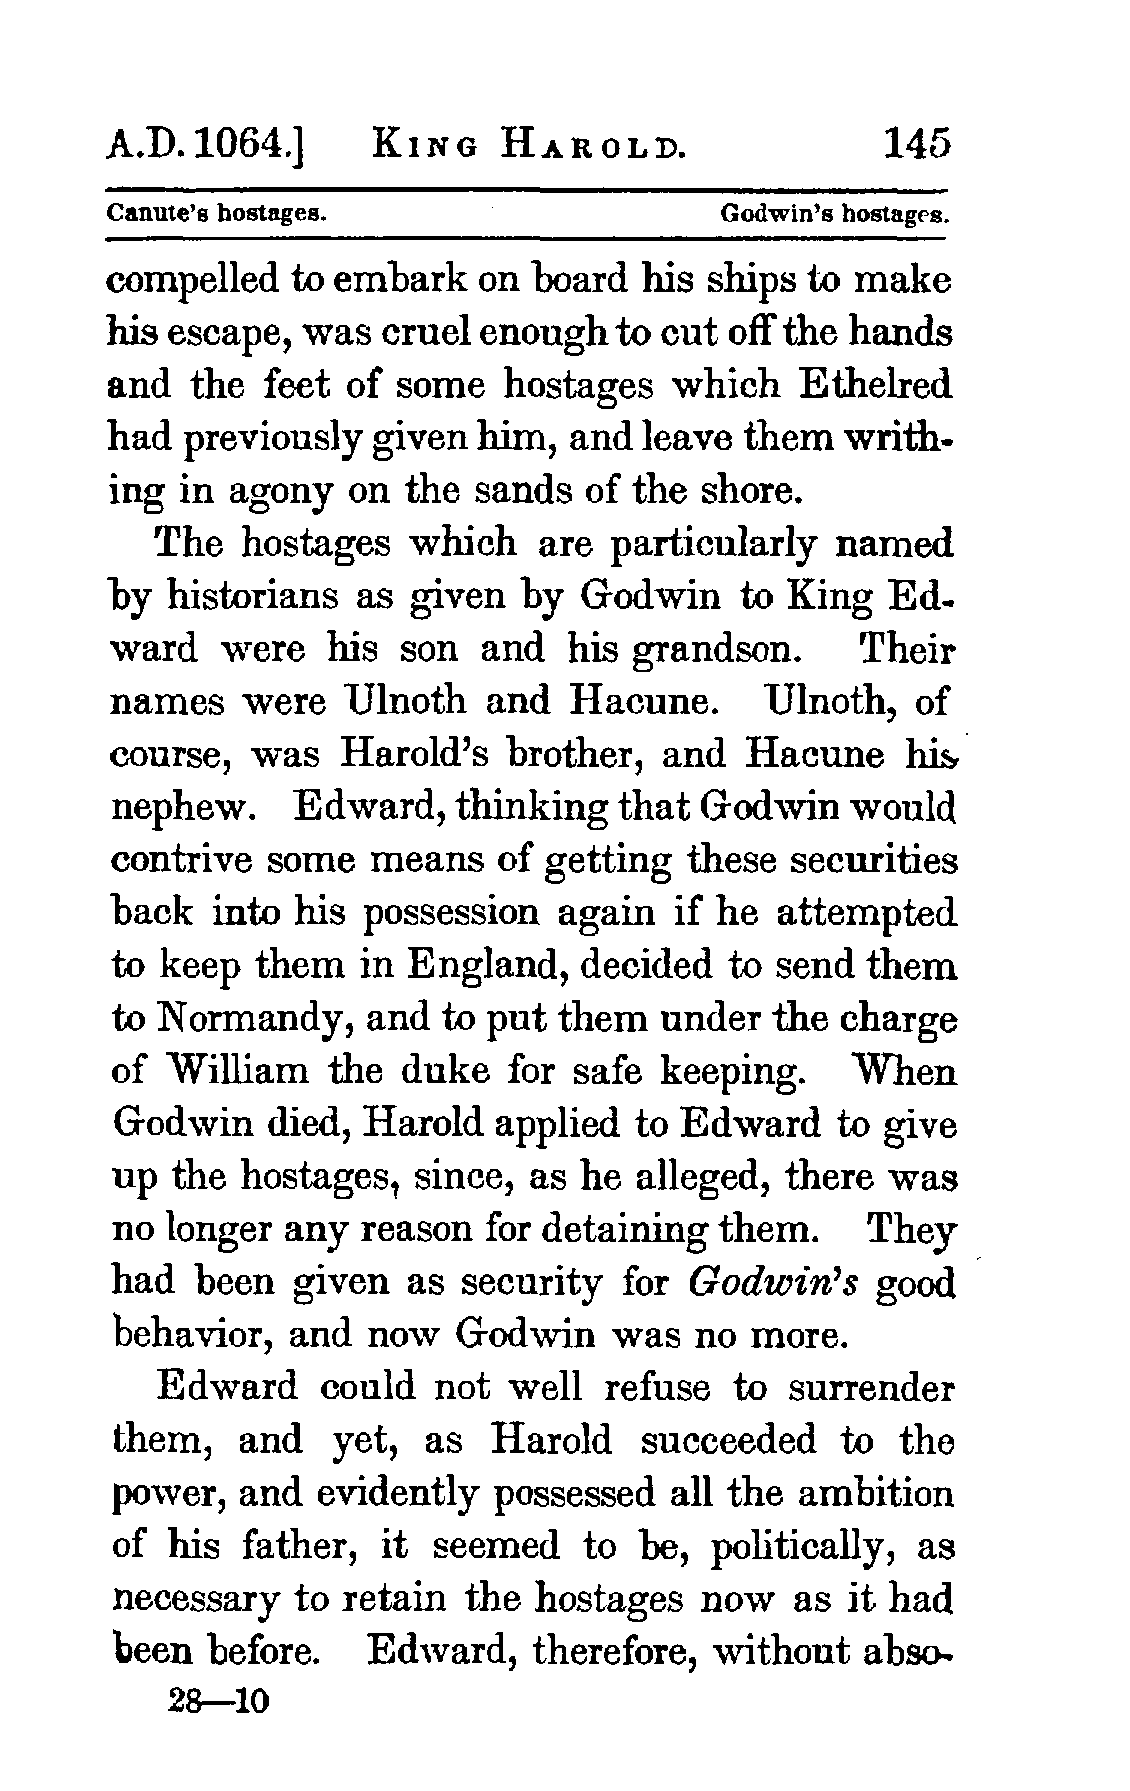 A.D. 1064.] KING HAROLD. 145
Canute's hostages. Godwin's hostages.
compelled to embark on board his ships to make
his escape, was cruel enough to cut off the hands
and the feet of some hostages which Ethelred
had previously given him, and leave them writh-
ing in agony on the sands of the shore.
The hostages which are particularly named
by historians as given by Godwin to King Ed-
ward were his son and his grandson. Their
names were Ulnoth and Hacune. Ulnoth, of
course, was Harold's brother, and Hacune his
nephew. Edward, thinking that Godwin would
contrive some means of getting these securities
back into his possession again if he attempted
to keep them in England, decided to send them
to Normandy, and to put them under the charge
of William the duke for safe keeping. When
Godwin died, Harold applied to Edward to give
up the hostages, since, as he alleged, there was
no longer any reason for detaining them. They
had been given as security for Godwin's good
behavior, and now Godwin was no more.
Edward could not well refuse to surrender
them, and yet, as Harold succeeded to the
power, and evidently possessed all the ambition
of his father, it seemed to be, politically, as
necessary to retain the hostages now as it had
been before. Edward, therefore, without abso-
28—10